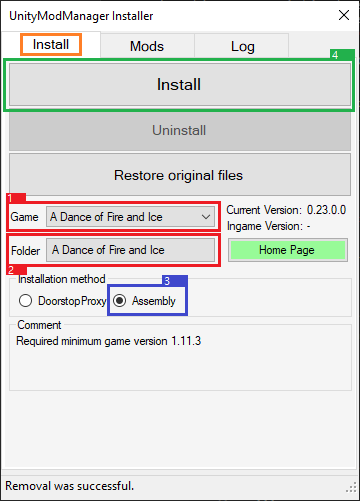 UnityModManager Installer
Install Mods Log
4
Install
Uninstall
Restore original files
1
Game A Dance of Fire and Ice
Current Version: 0.23.0.0
Ingame Version: -
Folder A Dance of Fire and Ice
Home Page
2
Installation method
3
DoorstopProxy Assembly
Comment
Required minimum game version 1.11.3
Removal was successful.